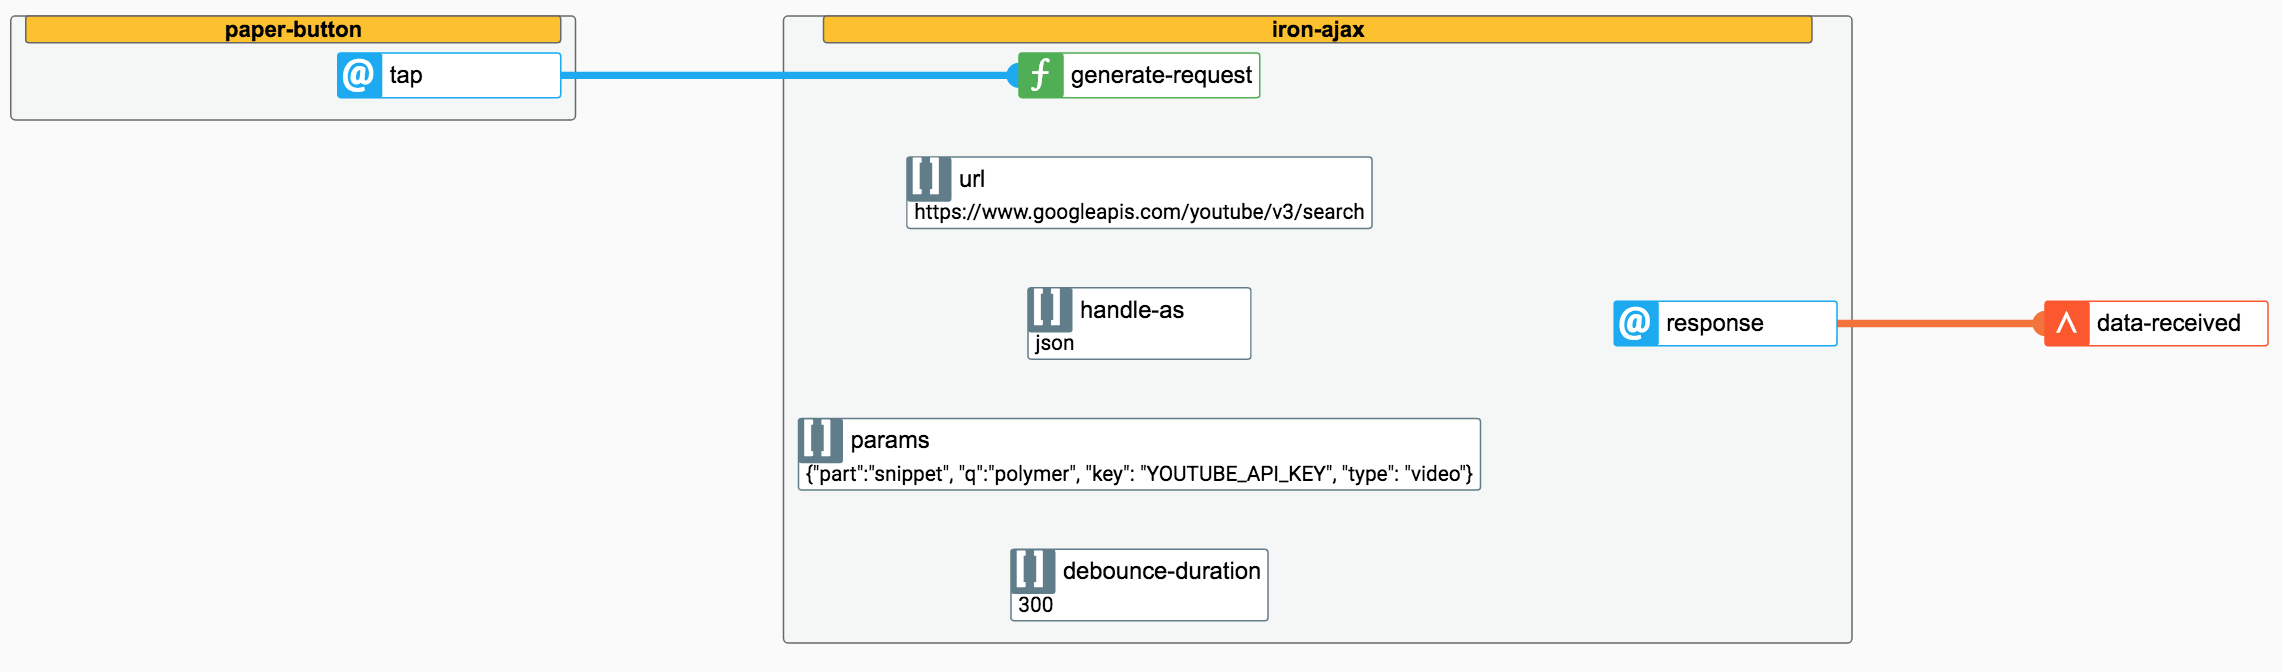 paper-button
@ tap
iron-ajax
ƒ generate-request
[] url
https://www.googleapis.com/youtube/v3/search
[] handle-as
json
@ response
^ data-received
[] params
{"part":"snippet", "q":"polymer", "key": "YOUTUBE_API_KEY", "type": "video"}
[] debounce-duration
300